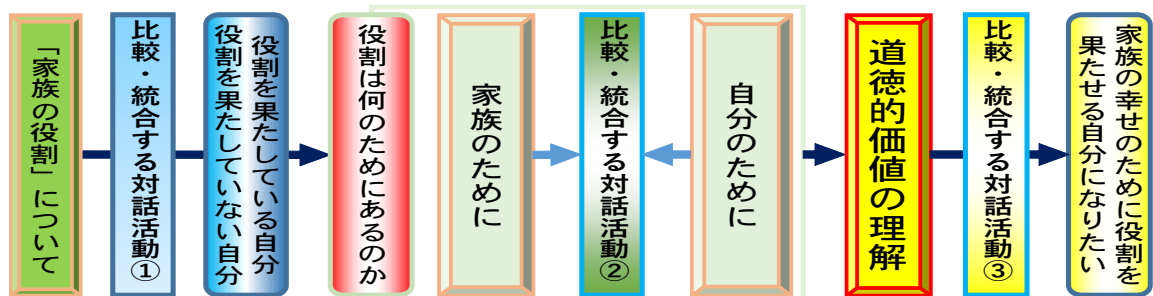 「家族の役割」について
比較・統合する対話活動①
役割を果たしている自分
役割を果たしていない自分
役割は何のためにあるのか
家族のために
比較・統合する対話活動②
自分のために
道徳的価値の理解
比較・統合する対話活動③
家族の幸せのために役割を
果たせる自分になりたい